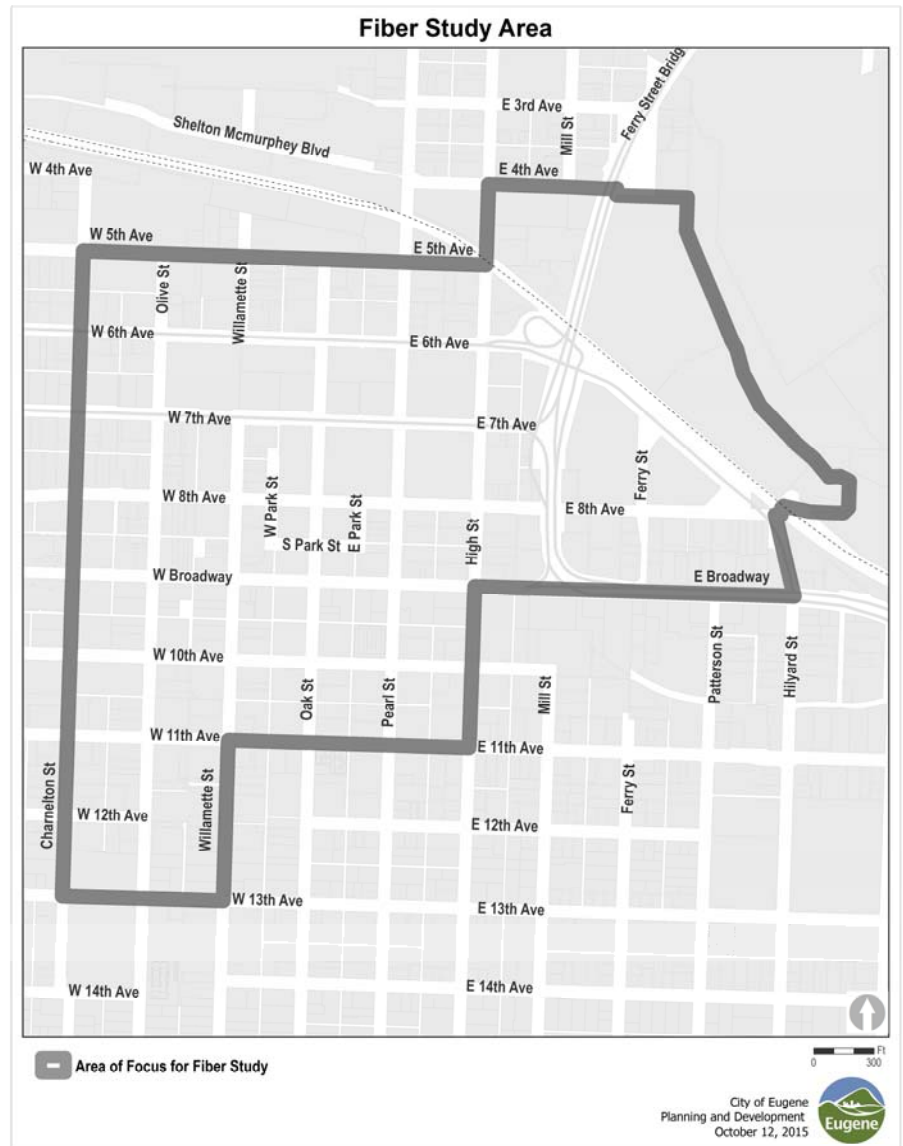 Fiber Study Area
E 3rd Ave
Mill St
Ferry Street Bridg
Shelton Mcmurphey Blvd
W 4th Ave
E 4th Ave
W 5th Ave
E 5th Ave
Olive St
Willamette St
W 6th Ave
E 6th Ave
W 7th Ave
E 7th Ave
W Park St
Ferry St
W 8th Ave
E Park St
E 8th Ave
S Park St
High St
W Broadway
E Broadway
W 10th Ave
Oak St
Pearl St
Mill St
Patterson St
Hilyard St
W 11th Ave
E 11th Ave
Charnelton St
Willamette St
Ferry St
W 12th Ave
E 12th Ave
W 13th Ave
E 13th Ave
W 14th Ave
E 14th Ave
Area of Focus for Fiber Study
Ft
0 300
City of Eugene
Planning and Development
October 12, 2015
Eugene